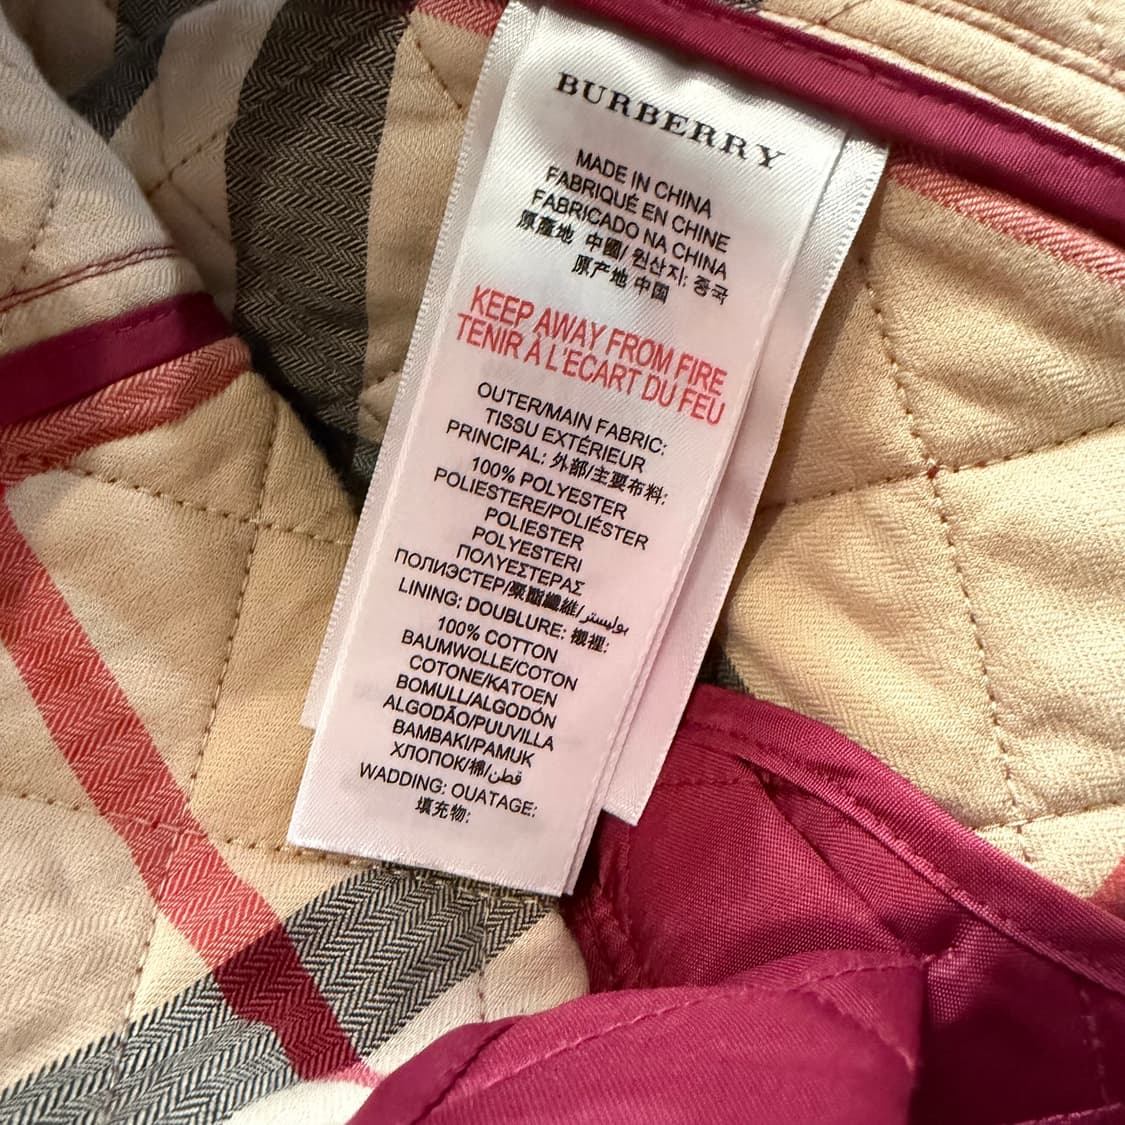 BURBERRY
MADE IN CHINA
FABRIQUÉ EN CHINE
FABRICADO NA CHINA
原產地 中國/ 원산지: 중국
原产地 中国
KEEP AWAY FROM FIRE
TENIR À L'ECART DU FEU
OUTER/MAIN FABRIC:
TISSU EXTÉRIEUR
PRINCIPAL: 外部/主要布料:
100% POLYESTER
POLIESTERE/POLIÉSTER
POLIESTER
POLYESTERI
ΠΟΛΥΕΣΤΕΡΑΣ
ПОЛИЭСТЕР/聚酯纖維/بوليستر
LINING: DOUBLURE: 襯裡:
100% COTTON
BAUMWOLLE/COTON
COTONE/KATOEN
BOMULL/ALGODÓN
ALGODÃO/PUUVILLA
BAMBAKI/PAMUK
ХЛОПОК/棉/قطن
WADDING: OUATAGE:
填充物: